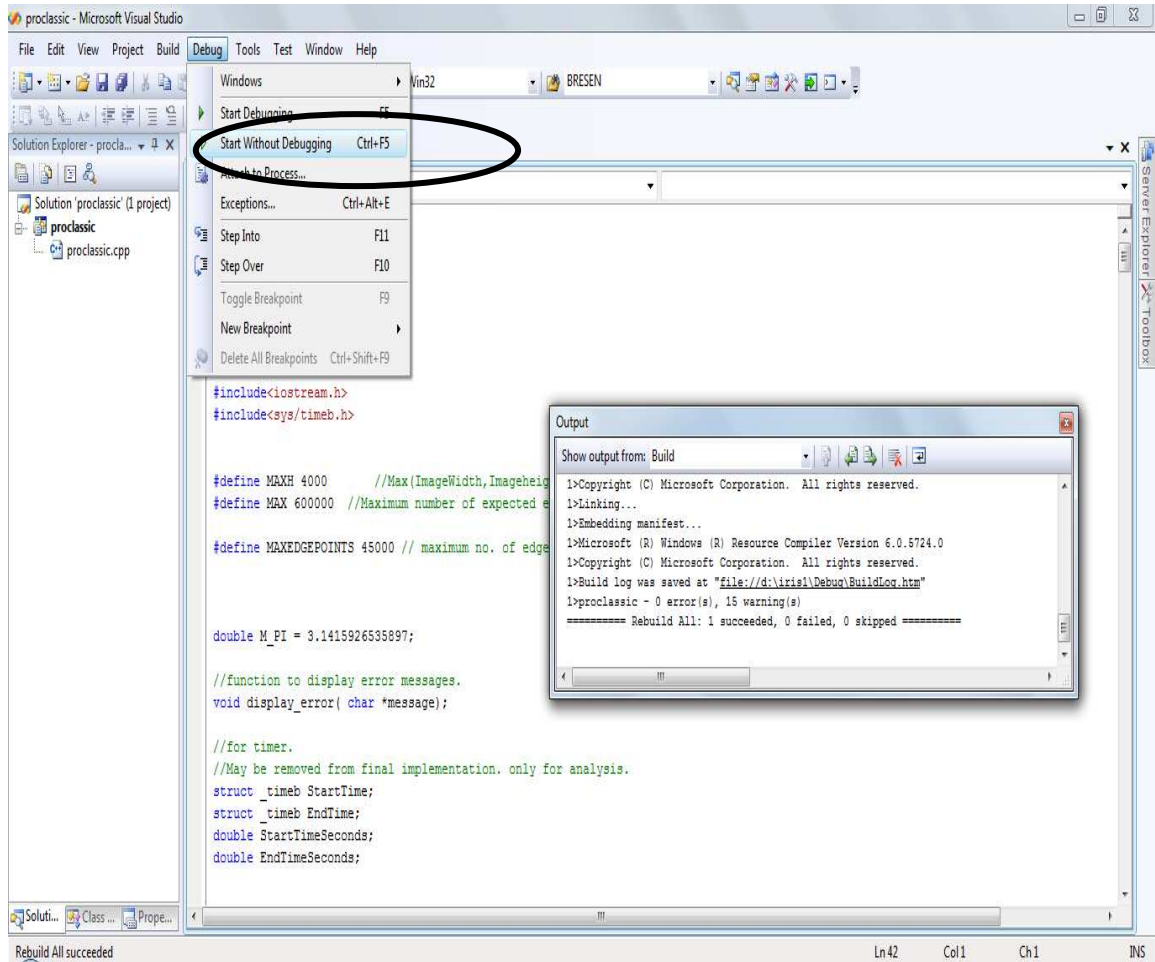 proclassic - Microsoft Visual Studio
File Edit View Project Build Debug Tools Test Window Help
Win32 BRESEN
Windows
Start Debugging F5
Start Without Debugging Ctrl+F5
Attach to Process...
Exceptions... Ctrl+Alt+E
Step Into F11
Step Over F10
Toggle Breakpoint F9
New Breakpoint
Delete All Breakpoints Ctrl+Shift+F9
Solution Explorer - procla...
Solution 'proclassic' (1 project)
proclassic
proclassic.cpp
Server Explorer
Toolbox
#include<iostream.h>
#include<sys/timeb.h>
#define MAXH 4000 //Max(ImageWidth,Imageheig
#define MAX 600000 //Maximum number of expected e
#define MAXEDGEPOINTS 45000 // maximum no. of edge
double M_PI = 3.1415926535897;
//function to display error messages.
void display_error( char *message);
//for timer.
//May be removed from final implementation. only for analysis.
struct _timeb StartTime;
struct _timeb EndTime;
double StartTimeSeconds;
double EndTimeSeconds;
Output
Show output from: Build
1>Copyright (C) Microsoft Corporation. All rights reserved.
1>Linking...
1>Embedding manifest...
1>Microsoft (R) Windows (R) Resource Compiler Version 6.0.5724.0
1>Copyright (C) Microsoft Corporation. All rights reserved.
1>Build log was saved at "file://d:\iris1\Debug\BuildLog.htm"
1>proclassic - 0 error(s), 15 warning(s)
========== Rebuild All: 1 succeeded, 0 failed, 0 skipped ==========
Soluti... Class ... Prope...
Rebuild All succeeded Ln 42 Col 1 Ch 1 INS